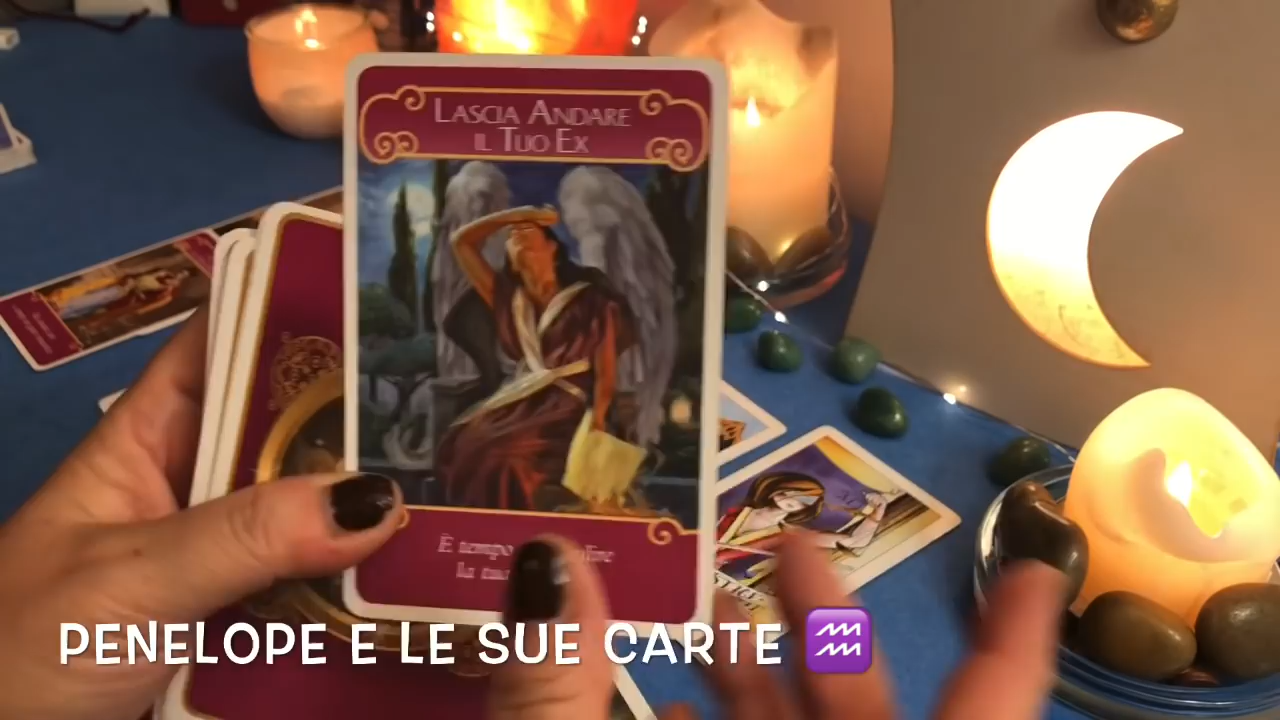 LASCIA ANDARE
IL TUO EX
È tempo
la tua
PENELOPE E LE SUE CARTE ♒